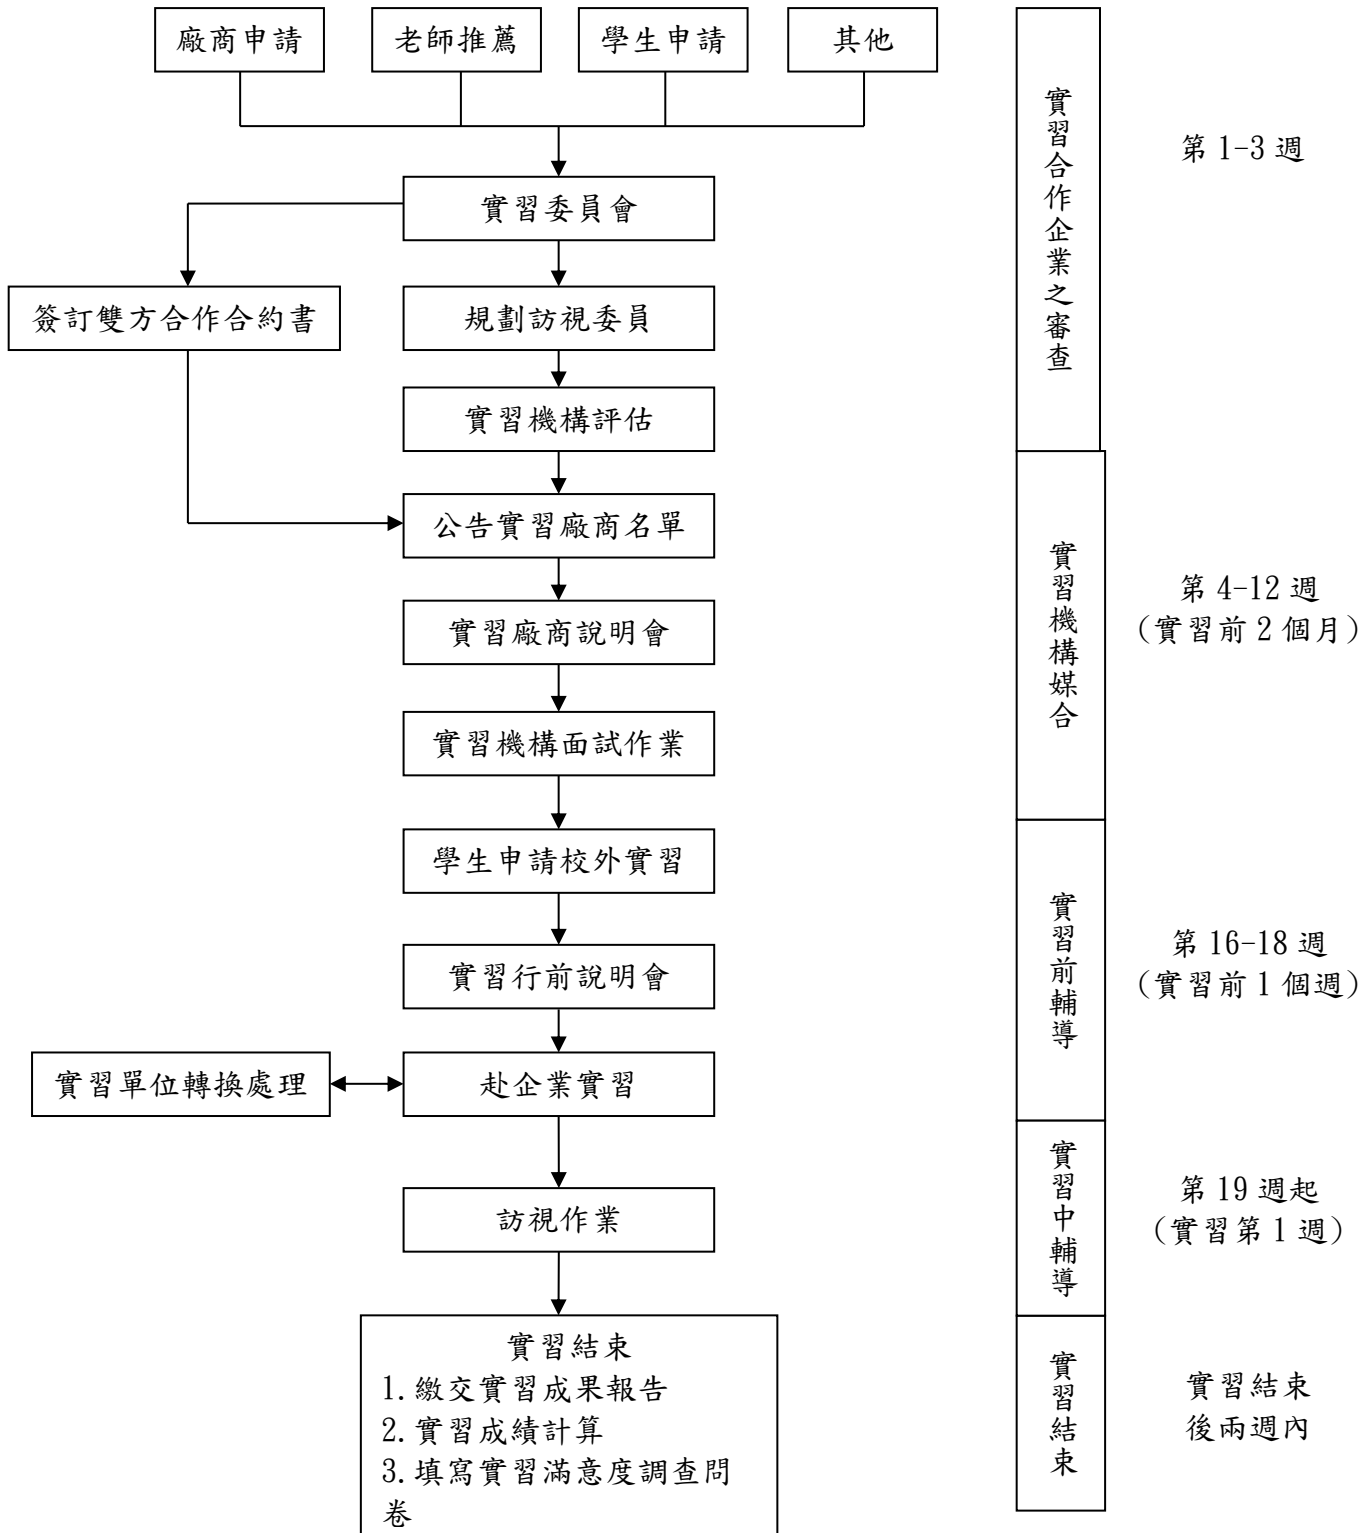 廠商申請
老師推薦
學生申請
其他
實習委員會
簽訂雙方合作合約書
規劃訪視委員
實習機構評估
公告實習廠商名單
實習廠商說明會
實習機構面試作業
學生申請校外實習
實習行前說明會
實習單位轉換處理
赴企業實習
訪視作業
實習結束
1.繳交實習成果報告
2.實習成績計算
3.填寫實習滿意度調查問
卷
實習合作企業之審查
第 1-3 週
實習機構媒合
第 4-12 週
(實習前 2 個月)
實習前輔導
第 16-18 週
(實習前 1 個週)
實習中輔導
第 19 週起
(實習第 1 週)
實習結束
實習結束
後兩週內